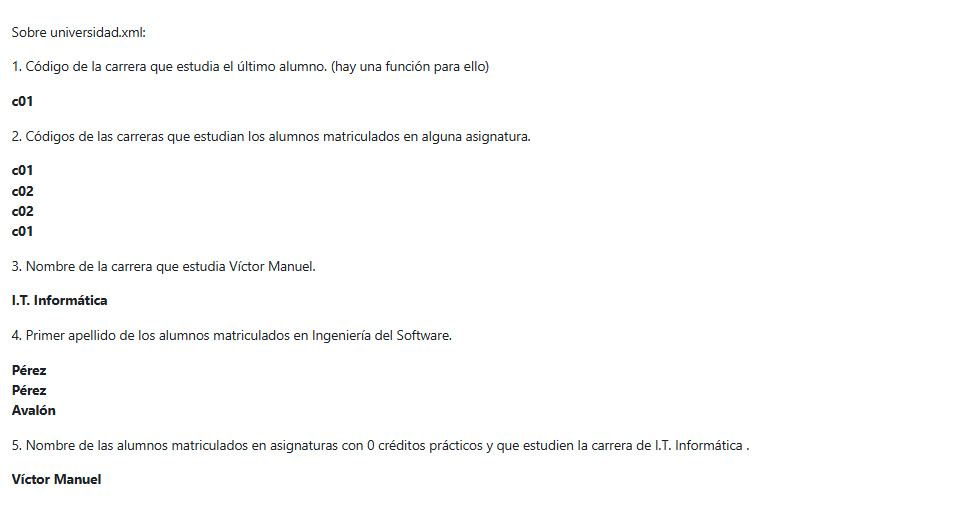 Sobre universidad.xml:
1. Código de la carrera que estudia el último alumno. (hay una función para ello)
c01
2. Códigos de las carreras que estudian los alumnos matriculados en alguna asignatura.
c01
c02
c02
c01
3. Nombre de la carrera que estudia Víctor Manuel.
I.T. Informática
4. Primer apellido de los alumnos matriculados en Ingeniería del Software.
Pérez
Pérez
Avalón
5. Nombre de las alumnos matriculados en asignaturas con 0 créditos prácticos y que estudien la carrera de I.T. Informática .
Víctor Manuel